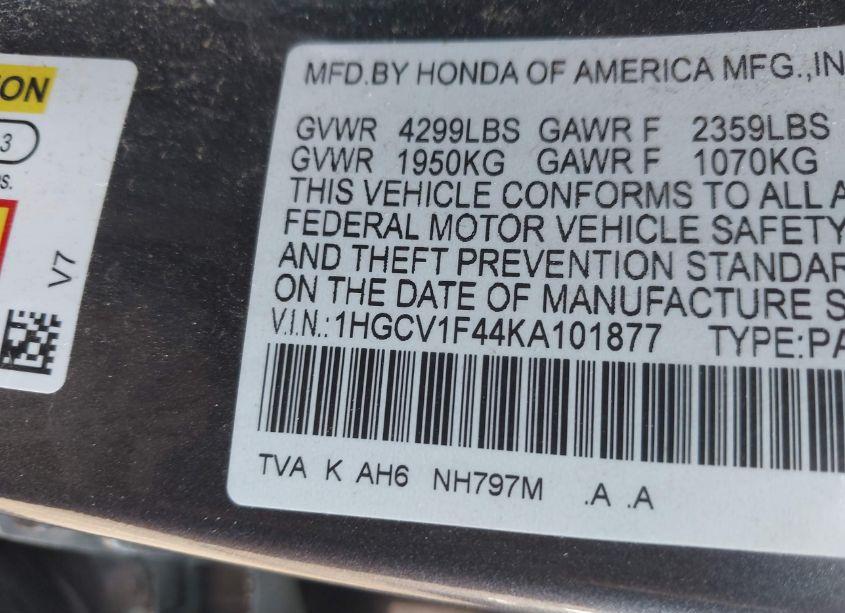 ION
3
V7
MFD.BY HONDA OF AMERICA MFG.,IN
GVWR 4299LBS GAWR F 2359LBS
GVWR 1950KG GAWR F 1070KG
THIS VEHICLE CONFORMS TO ALL A
FEDERAL MOTOR VEHICLE SAFETY
AND THEFT PREVENTION STANDAR
ON THE DATE OF MANUFACTURE S
V.I.N.:1HGCV1F44KA101877 TYPE:PA
TVA K AH6 NH797M .A .A